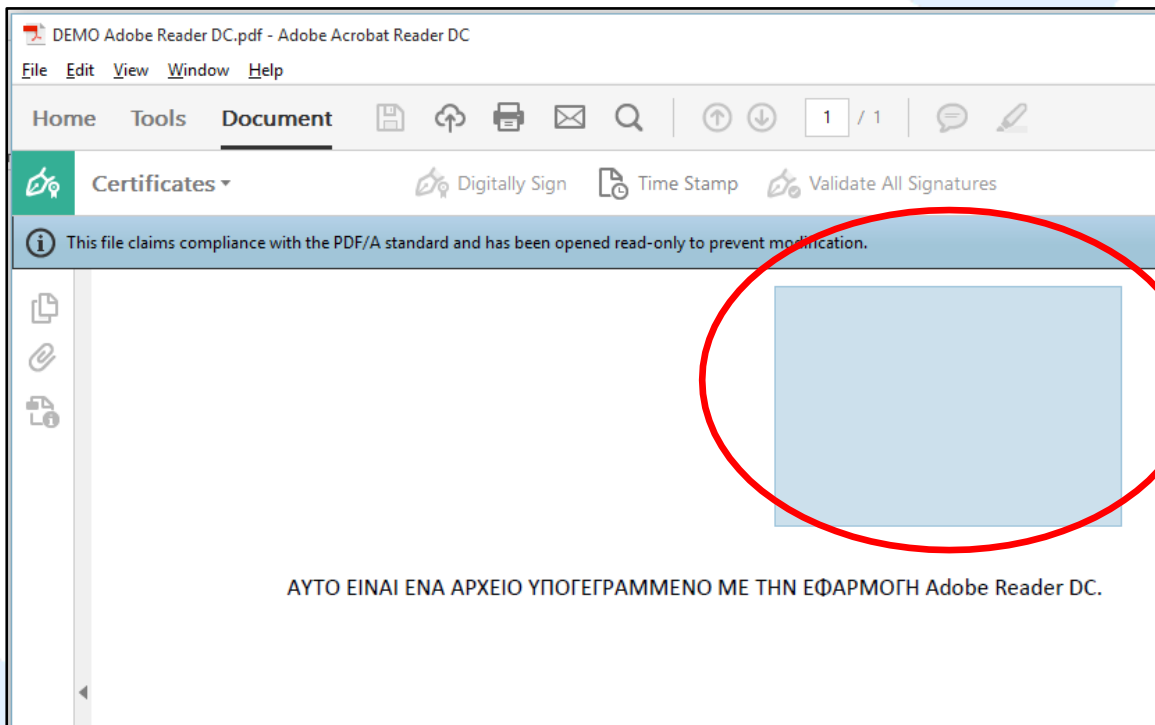 DEMO Adobe Reader DC.pdf - Adobe Acrobat Reader DC
File Edit View Window Help
Home Tools Document 1 / 1
Certificates Digitally Sign Time Stamp Validate All Signatures
This file claims compliance with the PDF/A standard and has been opened read-only to prevent modification.
ΑΥΤΟ ΕΙΝΑΙ ΕΝΑ ΑΡΧΕΙΟ ΥΠΟΓΕΓΡΑΜΜΕΝΟ ΜΕ ΤΗΝ ΕΦΑΡΜΟΓΗ Adobe Reader DC.